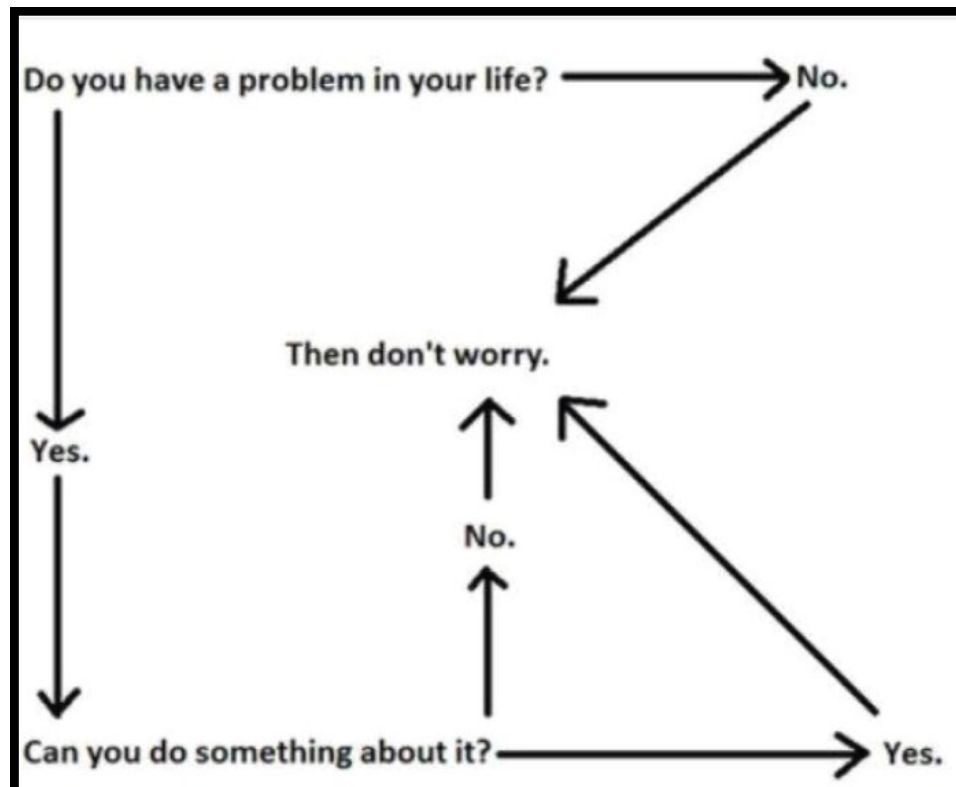 Do you have a problem in your life?
No.
Then don't worry.
Yes.
No.
Can you do something about it?
Yes.